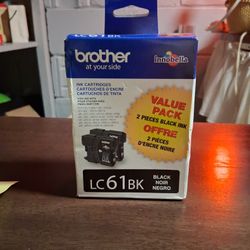 brother
at your side
Innobella
INK CARTRIDGES
CARTOUCHES D'ENCRE
CARTUCHOS DE TINTA
VALUE
PACK
2 PIECES BLACK INK
OFFRE
2 PIÈCES
D'ENCRE NOIR
LC61BK
BLACK
NOIR
NEGRO